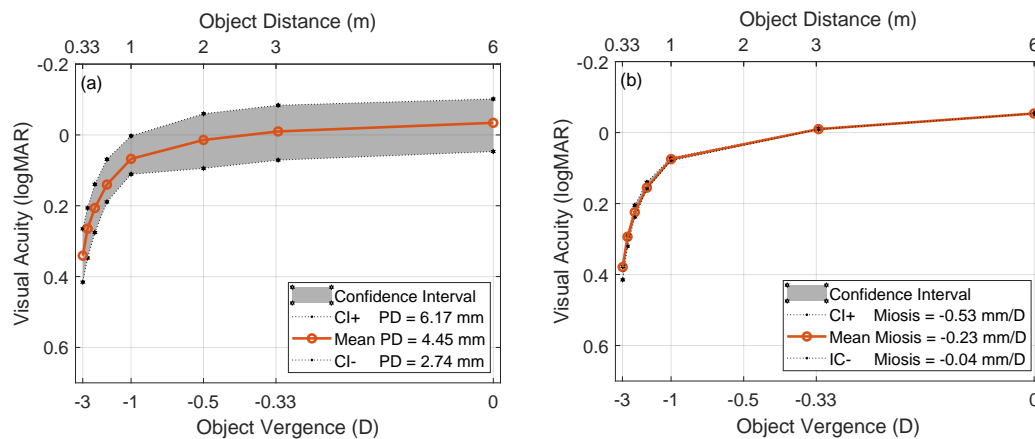 Object Distance (m)
0.33 1 2 3 6
(a)
-0.2
0
0.2
0.4
0.6
Visual Acuity (logMAR)
Confidence Interval
CI+ PD = 6.17 mm
Mean PD = 4.45 mm
CI- PD = 2.74 mm
-3 -1 -0.5 -0.33 0
Object Vergence (D)
Object Distance (m)
0.33 1 2 3 6
(b)
-0.2
0
0.2
0.4
0.6
Visual Acuity (logMAR)
Confidence Interval
CI+ Miosis = -0.53 mm/D
Mean Miosis = -0.23 mm/D
IC- Miosis = -0.04 mm/D
-3 -1 -0.5 -0.33 0
Object Vergence (D)